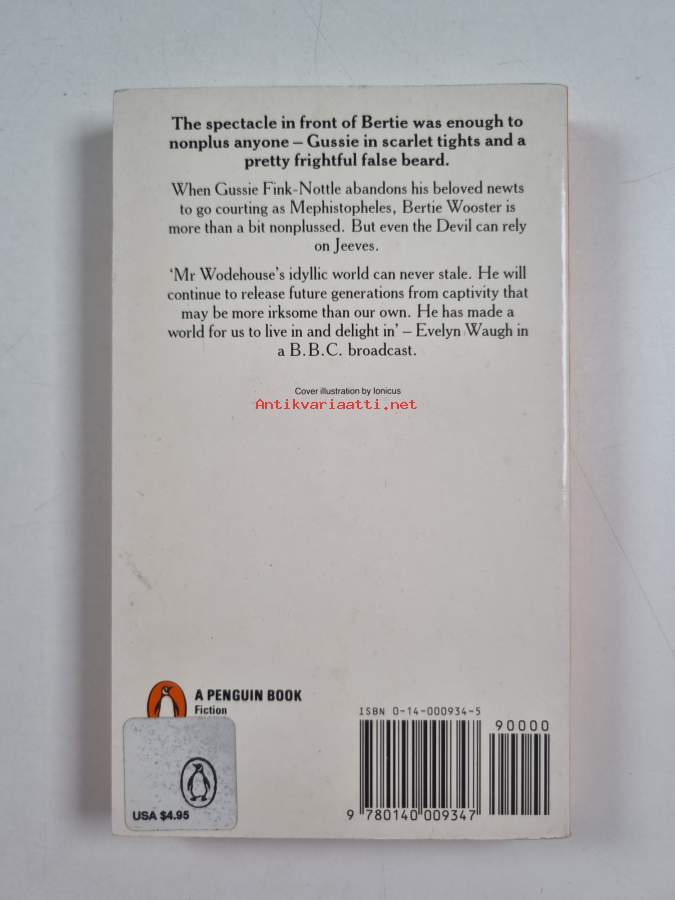 The spectacle in front of Bertie was enough to
nonplus anyone – Gussie in scarlet tights and a
pretty frightful false beard.
When Gussie Fink-Nottle abandons his beloved newts
to go courting as Mephistopheles, Bertie Wooster is
more than a bit nonplussed. But even the Devil can rely
on Jeeves.
‘Mr Wodehouse’s idyllic world can never stale. He will
continue to release future generations from captivity that
may be more irksome than our own. He has made a
world for us to live in and delight in’ – Evelyn Waugh in
a B.B.C. broadcast.
Cover illustration by Ionicus
Antikvariaatti.net
A PENGUIN BOOK
Fiction
USA $4.95
ISBN 0-14-000934-5
90000
9 780140 009347